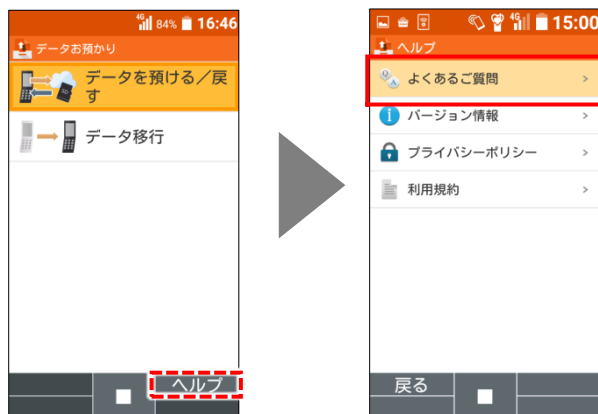 4G 84% 16:46
データお預かり
データを預ける／戻
す
データ移行
ヘルプ
4G 15:00
ヘルプ
よくあるご質問
バージョン情報
プライバシーポリシー
利用規約
戻る